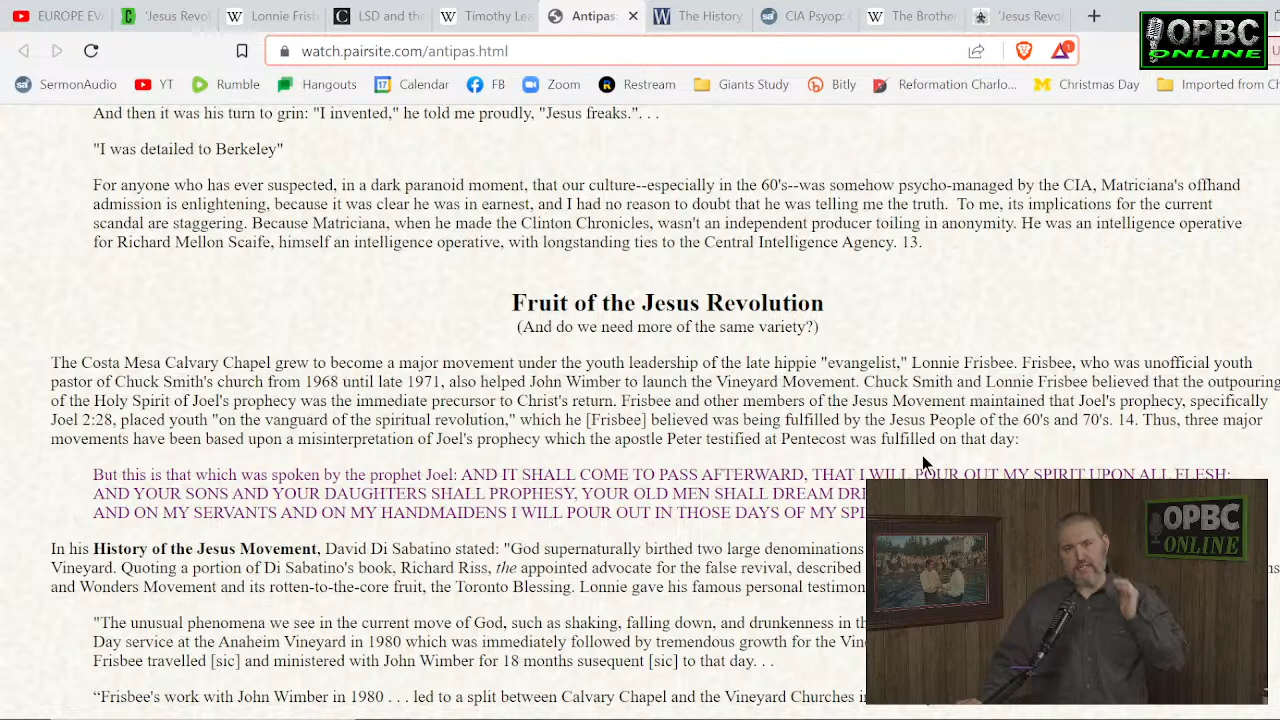 EUROPE EV
'Jesus Revol
Lonnie Frist
LSD and tha
Timothy Lea
Antipas:
The History
CIA Psyop:
The Brother
'Jesus Revo
watch.pairsite.com/antipas.html
1
OPBC
ONLINE
SermonAudio
YT
Rumble
Hangouts
17
Calendar
FB
Zoom
Restream
Giants Study
Bitly
Reformation Charlo...
Christmas Day
Imported from C
And then it was his turn to grin: "I invented," he told me proudly, "Jesus freaks.". . .
"I was detailed to Berkeley"
For anyone who has ever suspected, in a dark paranoid moment, that our culture--especially in the 60's--was somehow psycho-managed by the CIA, Matriciana's offhand
admission is enlightening, because it was clear he was in earnest, and I had no reason to doubt that he was telling me the truth. To me, its implications for the current
scandal are staggering. Because Matriciana, when he made the Clinton Chronicles, wasn't an independent producer toiling in anonymity. He was an intelligence operative
for Richard Mellon Scaife, himself an intelligence operative, with longstanding ties to the Central Intelligence Agency. 13.
Fruit of the Jesus Revolution
(And do we need more of the same variety?)
The Costa Mesa Calvary Chapel grew to become a major movement under the youth leadership of the late hippie "evangelist," Lonnie Frisbee. Frisbee, who was unofficial youth
pastor of Chuck Smith's church from 1968 until late 1971, also helped John Wimber to launch the Vineyard Movement. Chuck Smith and Lonnie Frisbee believed that the outpouring
of the Holy Spirit of Joel's prophecy was the immediate precursor to Christ's return. Frisbee and other members of the Jesus Movement maintained that Joel's prophecy, specifically
Joel 2:28, placed youth "on the vanguard of the spiritual revolution," which he [Frisbee] believed was being fulfilled by the Jesus People of the 60's and 70's. 14. Thus, three major
movements have been based upon a misinterpretation of Joel's prophecy which the apostle Peter testified at Pentecost was fulfilled on that day:
But this is that which was spoken by the prophet Joel: AND IT SHALL COME TO PASS AFTERWARD, THAT I WILL POUR OUT MY SPIRIT UPON ALL FLESH:
AND YOUR SONS AND YOUR DAUGHTERS SHALL PROPHESY, YOUR OLD MEN SHALL DREAM DRE
AND ON MY SERVANTS AND ON MY HANDMAIDENS I WILL POUR OUT IN THOSE DAYS OF MY SPI
In his History of the Jesus Movement, David Di Sabatino stated: "God supernaturally birthed two large denominations
Vineyard. Quoting a portion of Di Sabatino's book, Richard Riss, the appointed advocate for the false revival, described
and Wonders Movement and its rotten-to-the-core fruit, the Toronto Blessing. Lonnie gave his famous personal testimon
"The unusual phenomena we see in the current move of God, such as shaking, falling down, and drunkenness in th
Day service at the Anaheim Vineyard in 1980 which was immediately followed by tremendous growth for the Vin
Frisbee travelled [sic] and ministered with John Wimber for 18 months susequent [sic] to that day. . .
"Frisbee's work with John Wimber in 1980 . . . led to a split between Calvary Chapel and the Vineyard Churches i
OPBC
ONLINE